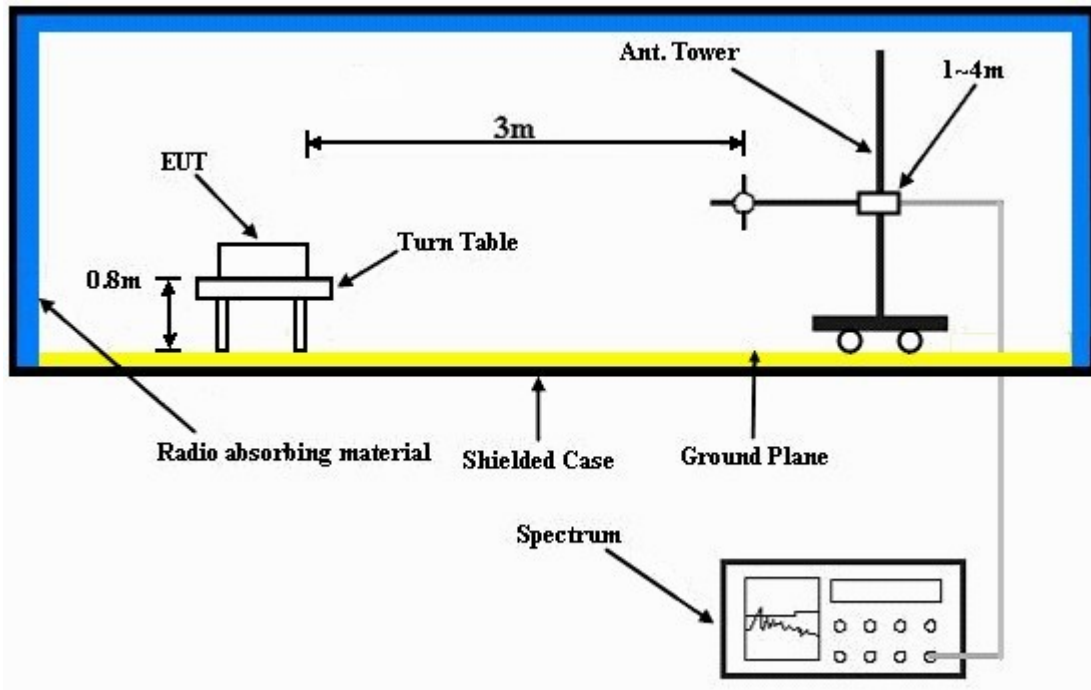 Ant. Tower
1~4m
3m
EUT
Turn Table
0.8m
Radio absorbing material
Shielded Case
Ground Plane
Spectrum